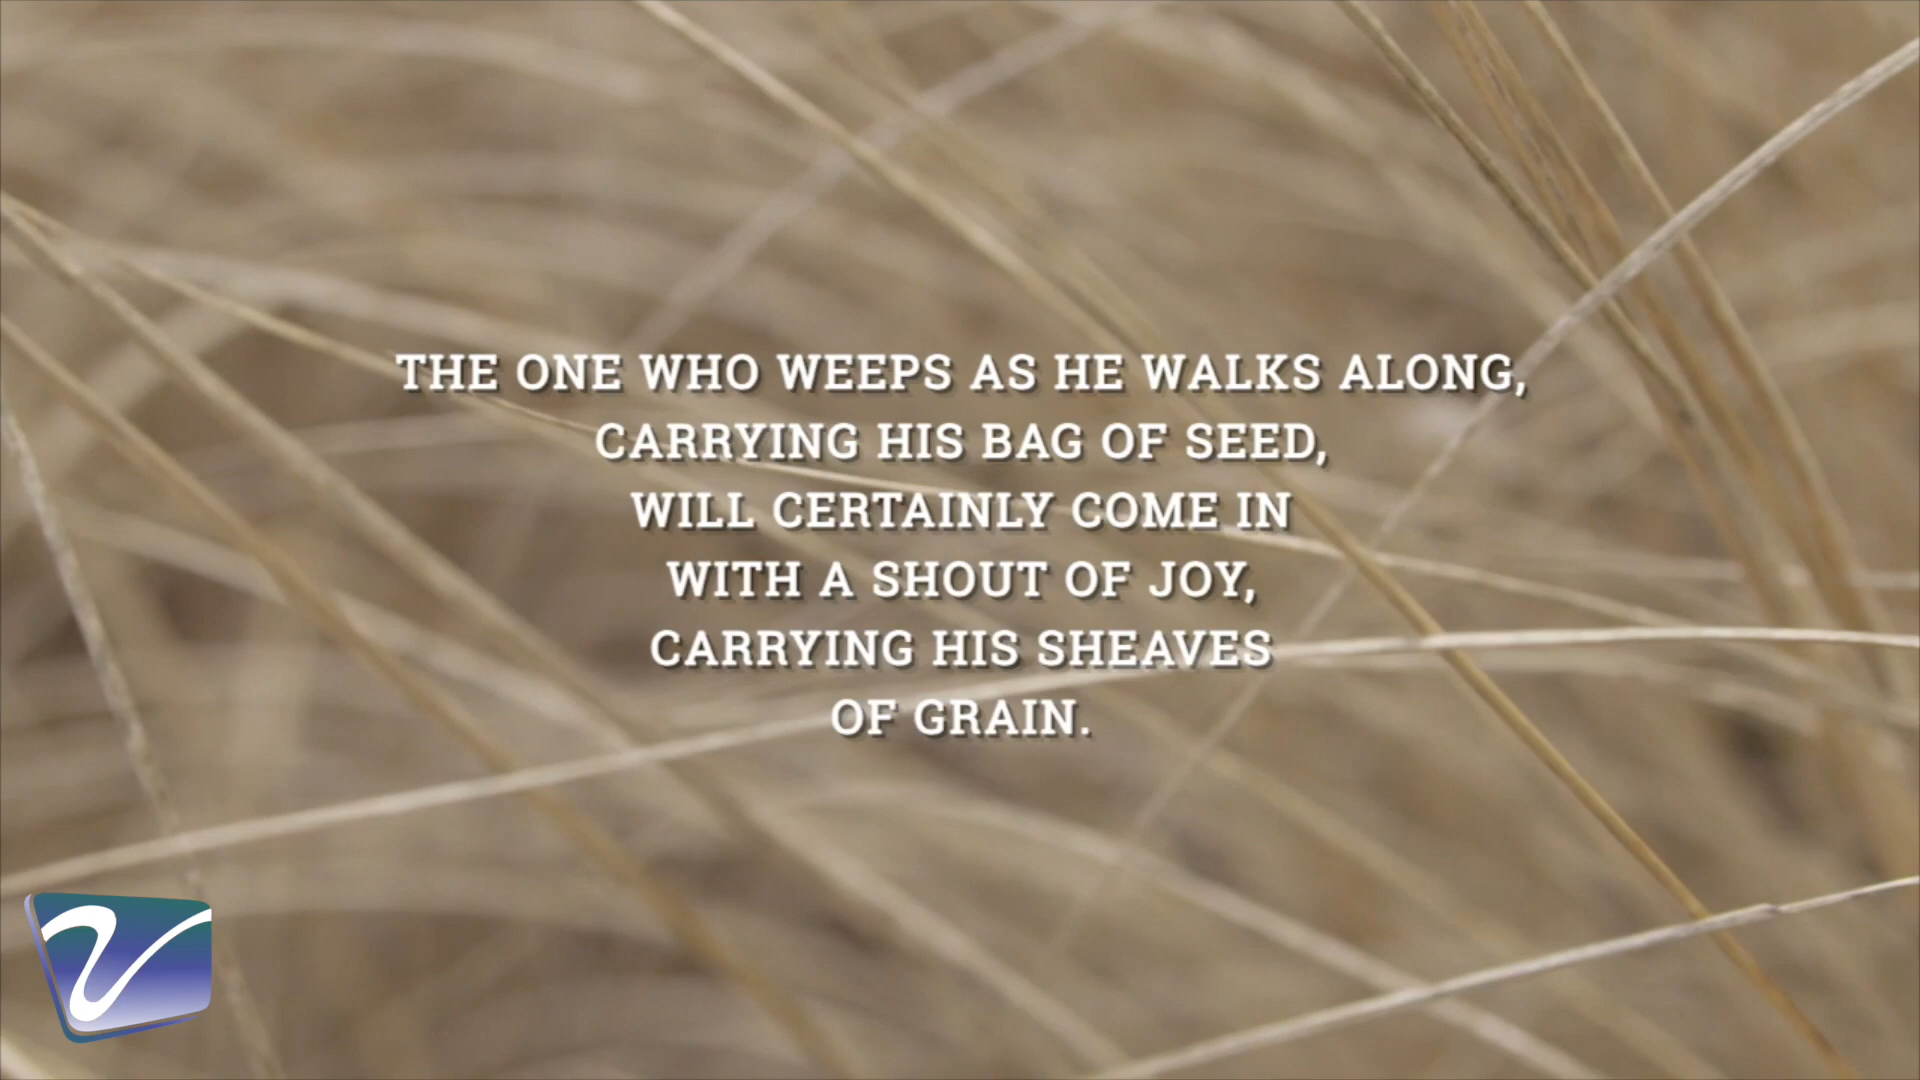 THE ONE WHO WEEPS AS HE WALKS ALONG,
CARRYING HIS BAG OF SEED,
WILL CERTAINLY COME IN
WITH A SHOUT OF JOY,
CARRYING HIS SHEAVES
OF GRAIN.